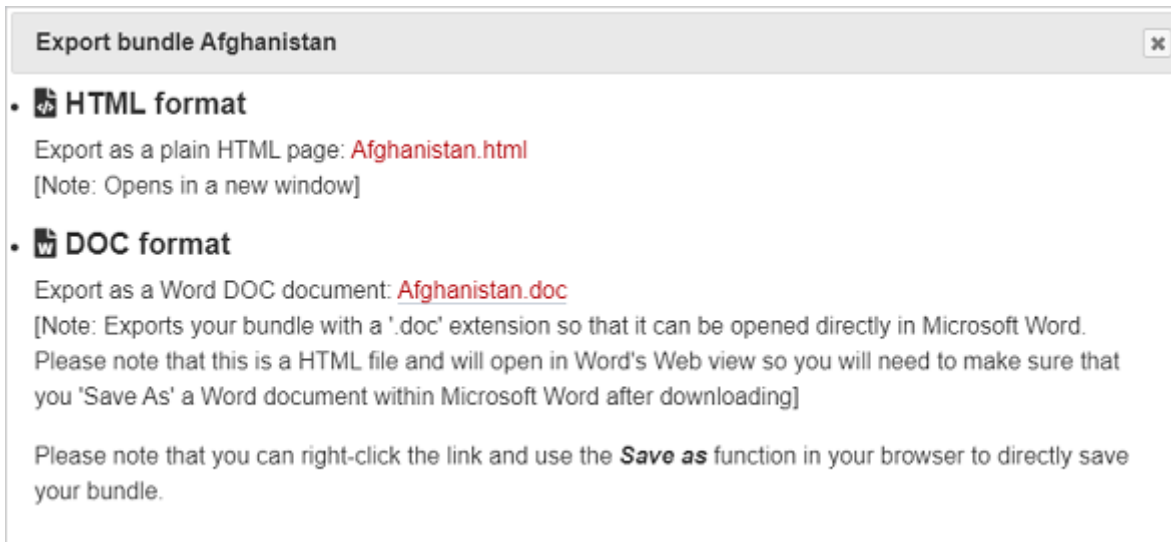 Export bundle Afghanistan
HTML format
Export as a plain HTML page: Afghanistan.html
[Note: Opens in a new window]
DOC format
Export as a Word DOC document: Afghanistan.doc
[Note: Exports your bundle with a '.doc' extension so that it can be opened directly in Microsoft Word.
Please note that this is a HTML file and will open in Word's Web view so you will need to make sure that
you 'Save As' a Word document within Microsoft Word after downloading]
Please note that you can right-click the link and use the Save as function in your browser to directly save
your bundle.